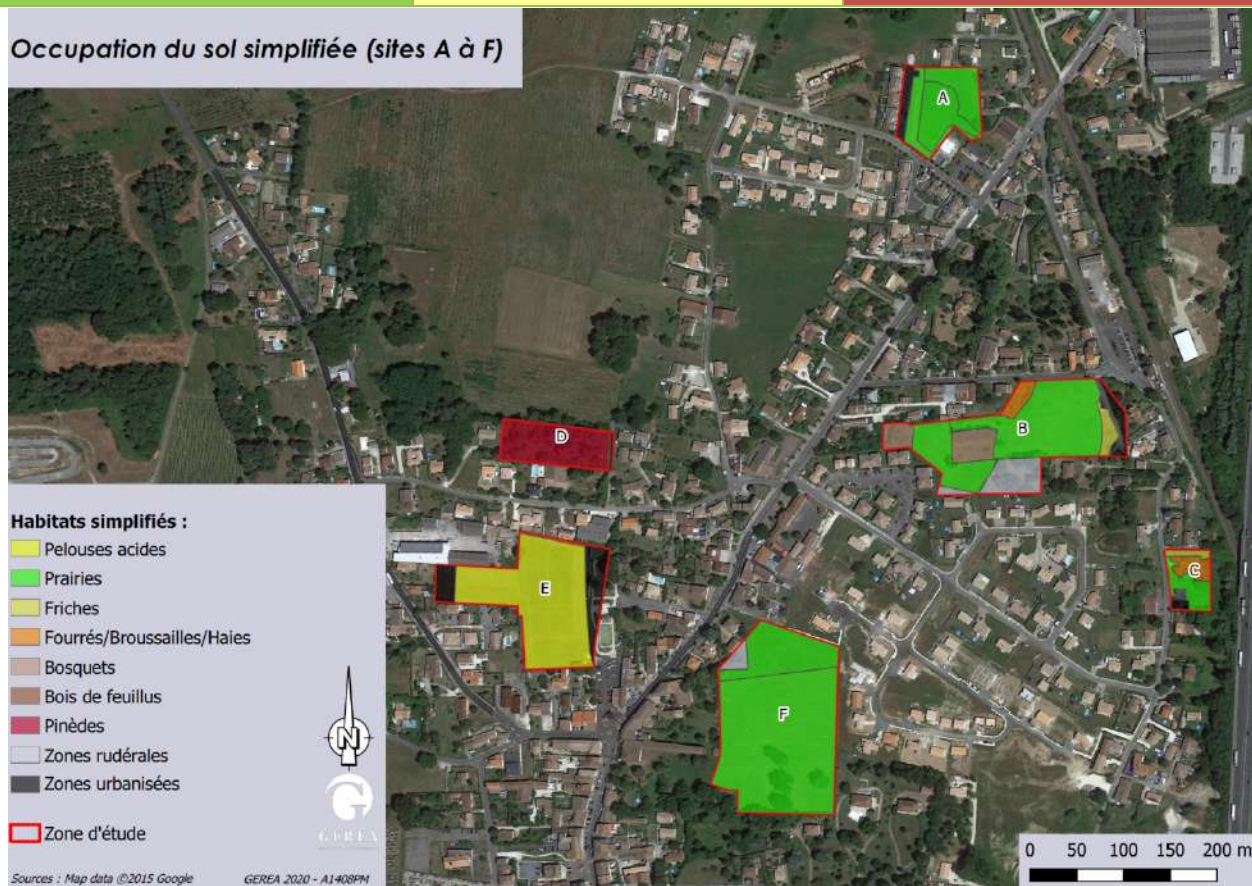 Occupation du sol simplifiée (sites A à F)
A
B
C
D
E
F
Habitats simplifiés :
Pelouses acides
Prairies
Friches
Fourrés/Broussailles/Haies
Bosquets
Bois de feuillus
Pinèdes
Zones rudérales
Zones urbanisées
Zone d'étude
N
GEREA
0 50 100 150 200 m
Sources : Map data ©2015 Google GEREA 2020 - A1408PM